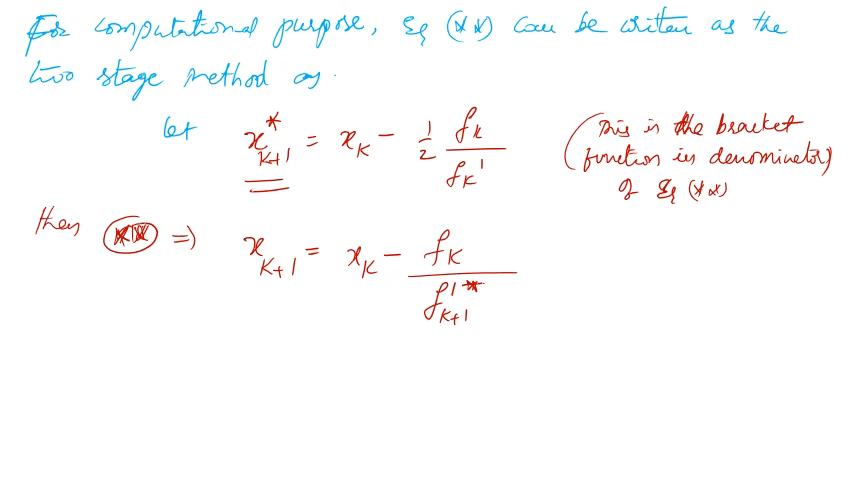 For computational purpose, Eq (**) can be writen as the
two stage method as.
let x*_{k+1} = x_k - 1/2 f_k/f_k' (This is the bracket
function in denominator)
of Eq (**)
then ** => x_{k+1} = x_k - f_k/f'*_{k+1}